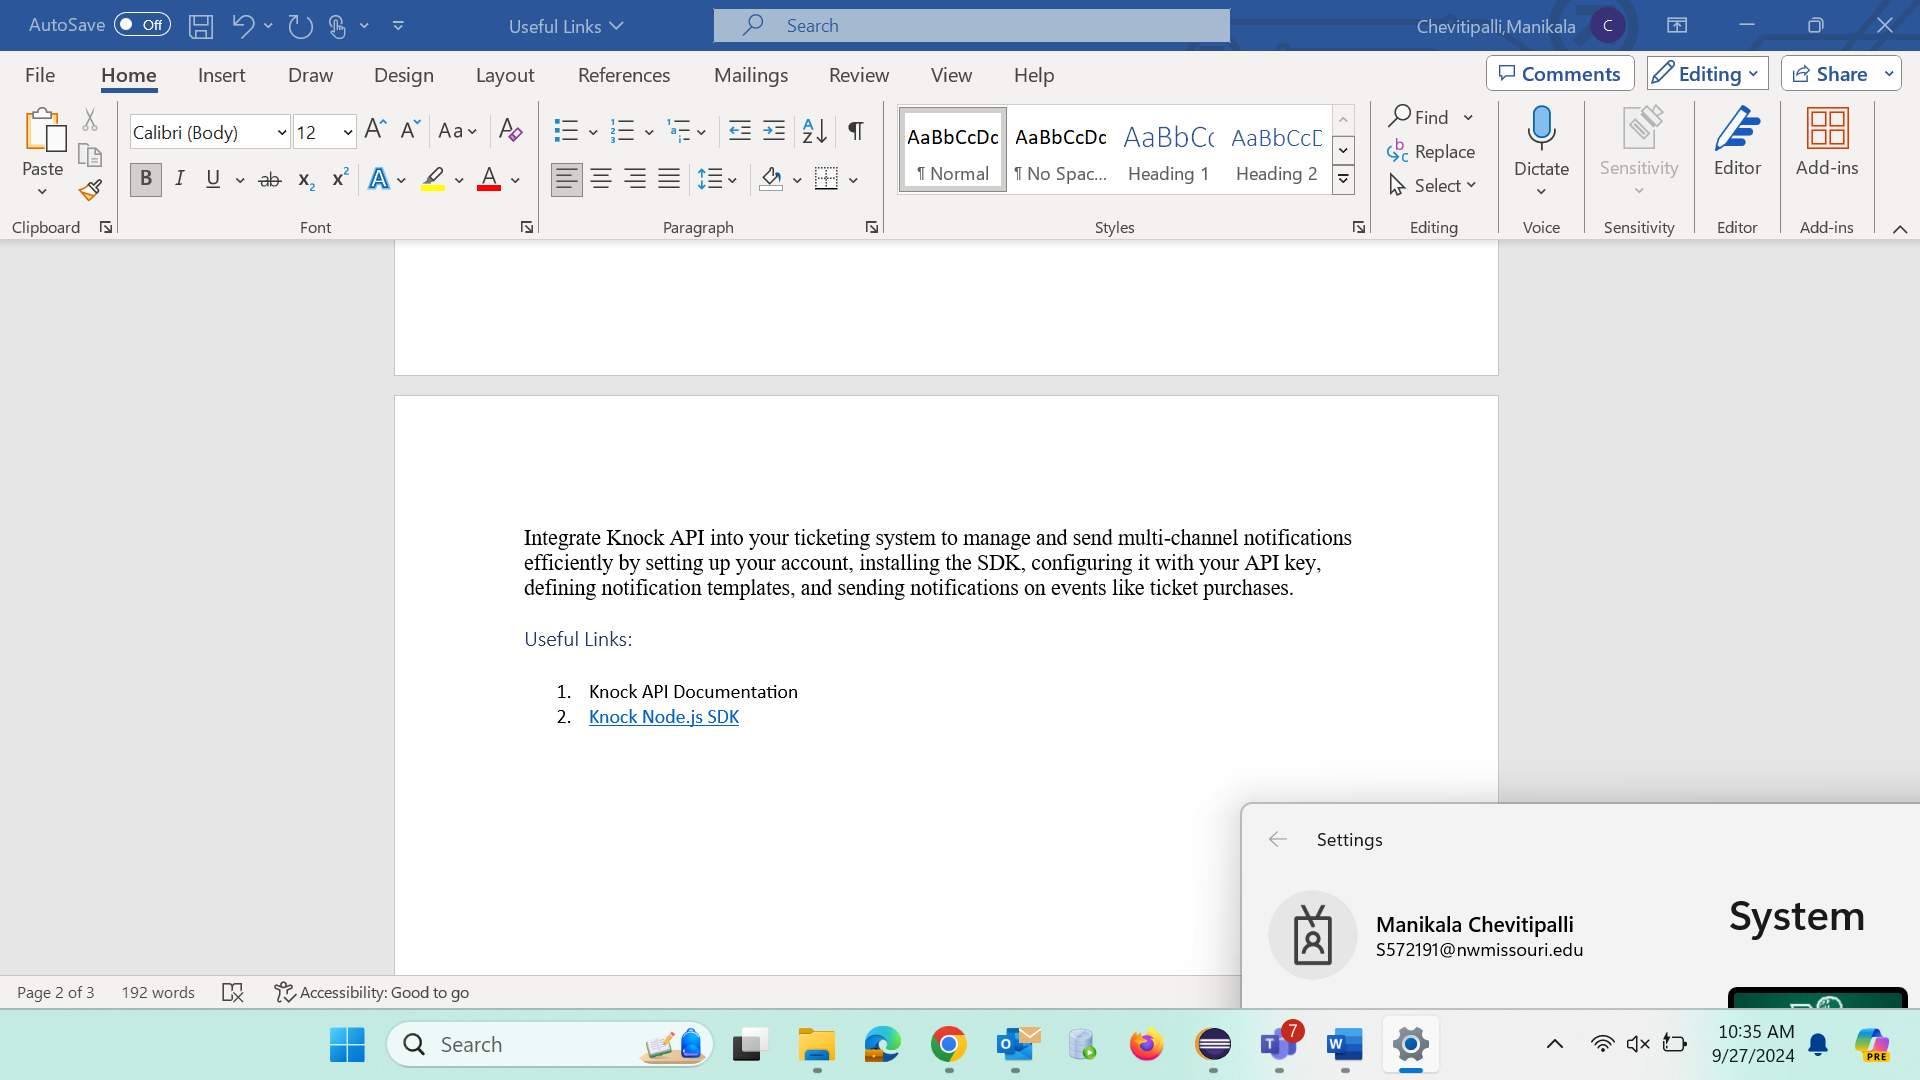 AutoSave Off
Useful Links
Search
Chevitipalli,Manikala C
File Home Insert Draw Design Layout References Mailings Review View Help
Comments Editing Share
Paste
Clipboard
Calibri (Body) 12
Font
Paragraph
AaBbCcDc AaBbCcDc AaBbCc AaBbCcD
¶ Normal ¶ No Spac... Heading 1 Heading 2
Styles
Find
Replace
Select
Editing
Dictate
Voice
Sensitivity
Sensitivity
Editor
Editor
Add-ins
Add-ins
Integrate Knock API into your ticketing system to manage and send multi-channel notifications
efficiently by setting up your account, installing the SDK, configuring it with your API key,
defining notification templates, and sending notifications on events like ticket purchases.
Useful Links:
1. Knock API Documentation
2. Knock Node.js SDK
Settings
Manikala Chevitipalli
S572191@nwmissouri.edu
System
Page 2 of 3 192 words Accessibility: Good to go
Search
7
10:35 AM
9/27/2024
PRE